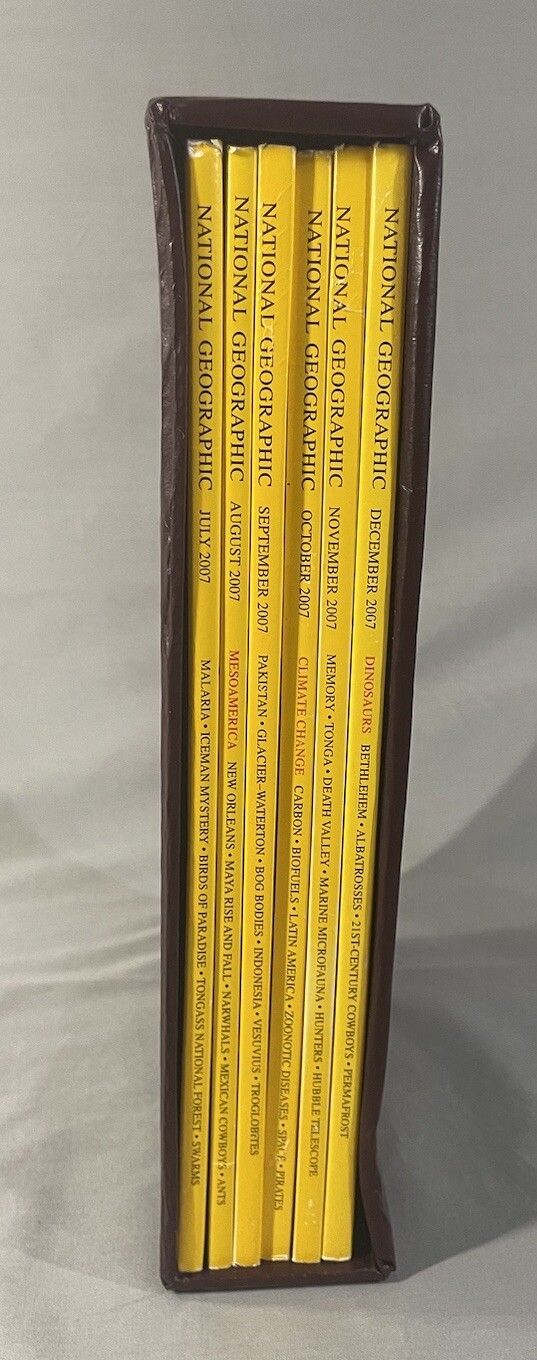 NATIONAL GEOGRAPHIC JULY 2007 MALARIA • ICEMAN MYSTERY • BIRDS OF PARADISE • TONGASS NATIONAL FOREST • SWARMS
NATIONAL GEOGRAPHIC AUGUST 2007 MESOAMERICA NEW ORLEANS • MAYA RISE AND FALL • NARWHALS • MEXICAN COWBOYS • ANTS
NATIONAL GEOGRAPHIC SEPTEMBER 2007 PAKISTAN • GLACIER–WATERTON • BOG BODIES • INDONESIA • VESUVIUS • TROGLOBITES
NATIONAL GEOGRAPHIC OCTOBER 2007 CLIMATE CHANGE CARBON • BIOFUELS • LATIN AMERICA • ZOONOTIC DISEASES • SPACE • PIRATES
NATIONAL GEOGRAPHIC NOVEMBER 2007 MEMORY • TONGA • DEATH VALLEY • MARINE MICROFAUNA • HUNTERS • HUBBLE TELESCOPE
NATIONAL GEOGRAPHIC DECEMBER 2007 DINOSAURS BETHLEHEM • ALBATROSSES • 21ST-CENTURY COWBOYS • PERMAFROST